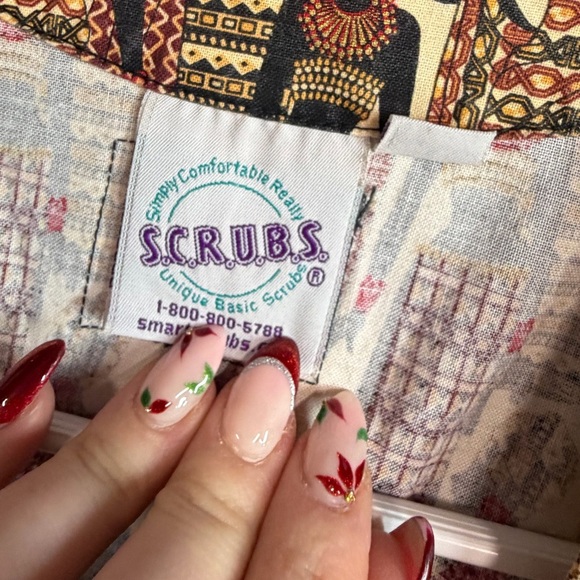 Simply Comfortable Really
S.C.R.U.B.S.®
Unique Basic Scrubs
1-800-800-5788